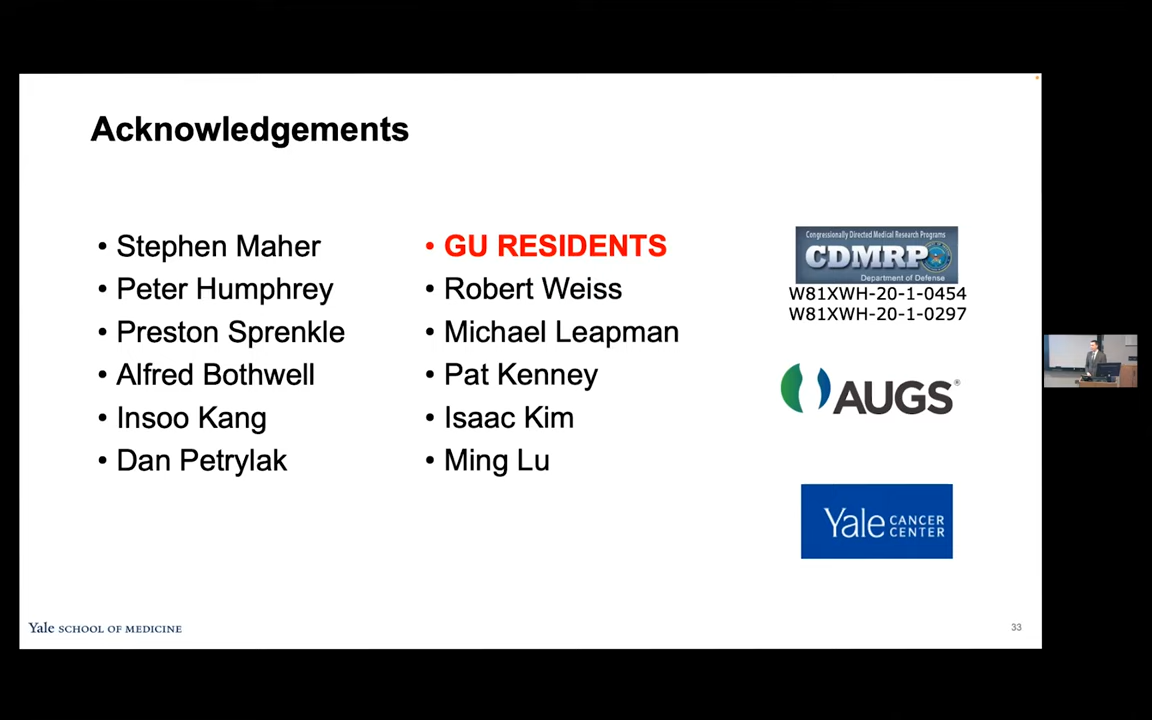 Acknowledgements
• Stephen Maher
• Peter Humphrey
• Preston Sprenkle
• Alfred Bothwell
• Insoo Kang
• Dan Petrylak
• GU RESIDENTS
• Robert Weiss
• Michael Leapman
• Pat Kenney
• Isaac Kim
• Ming Lu
Congressionally Directed Medical Research Programs
CDMRP
Department of Defense
W81XWH-20-1-0454
W81XWH-20-1-0297
AUGS®
Yale CANCER
CENTER
Yale SCHOOL OF MEDICINE
33